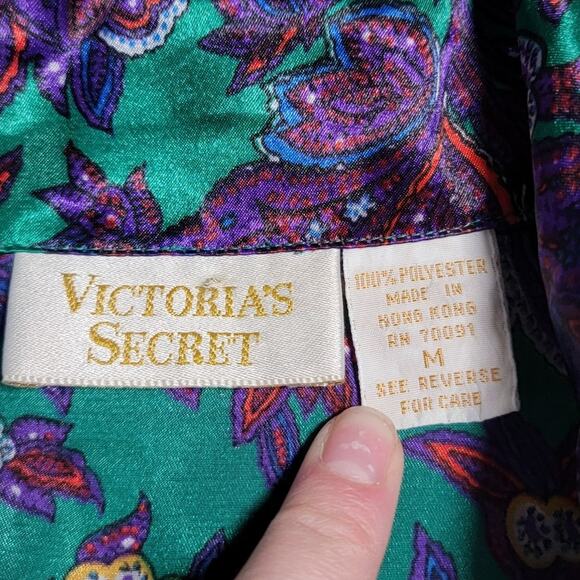 VICTORIA'S
SECRET
100% POLYESTER
MADE IN
HONG KONG
RN 70091
M
SEE REVERSE
FOR CARE